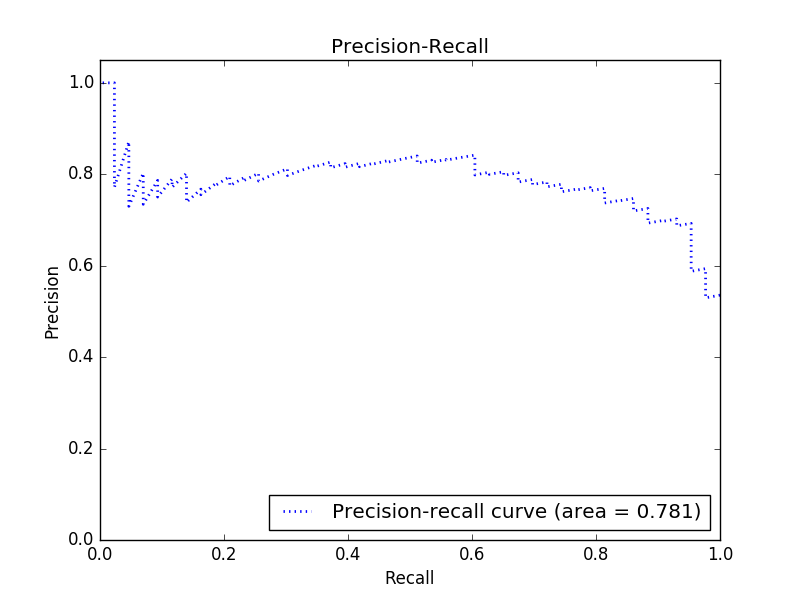 Precision-Recall
1.0
0.8
0.6
0.4
0.2
0.0
Precision
Precision-recall curve (area = 0.781)
0.0 0.2 0.4 0.6 0.8 1.0
Recall